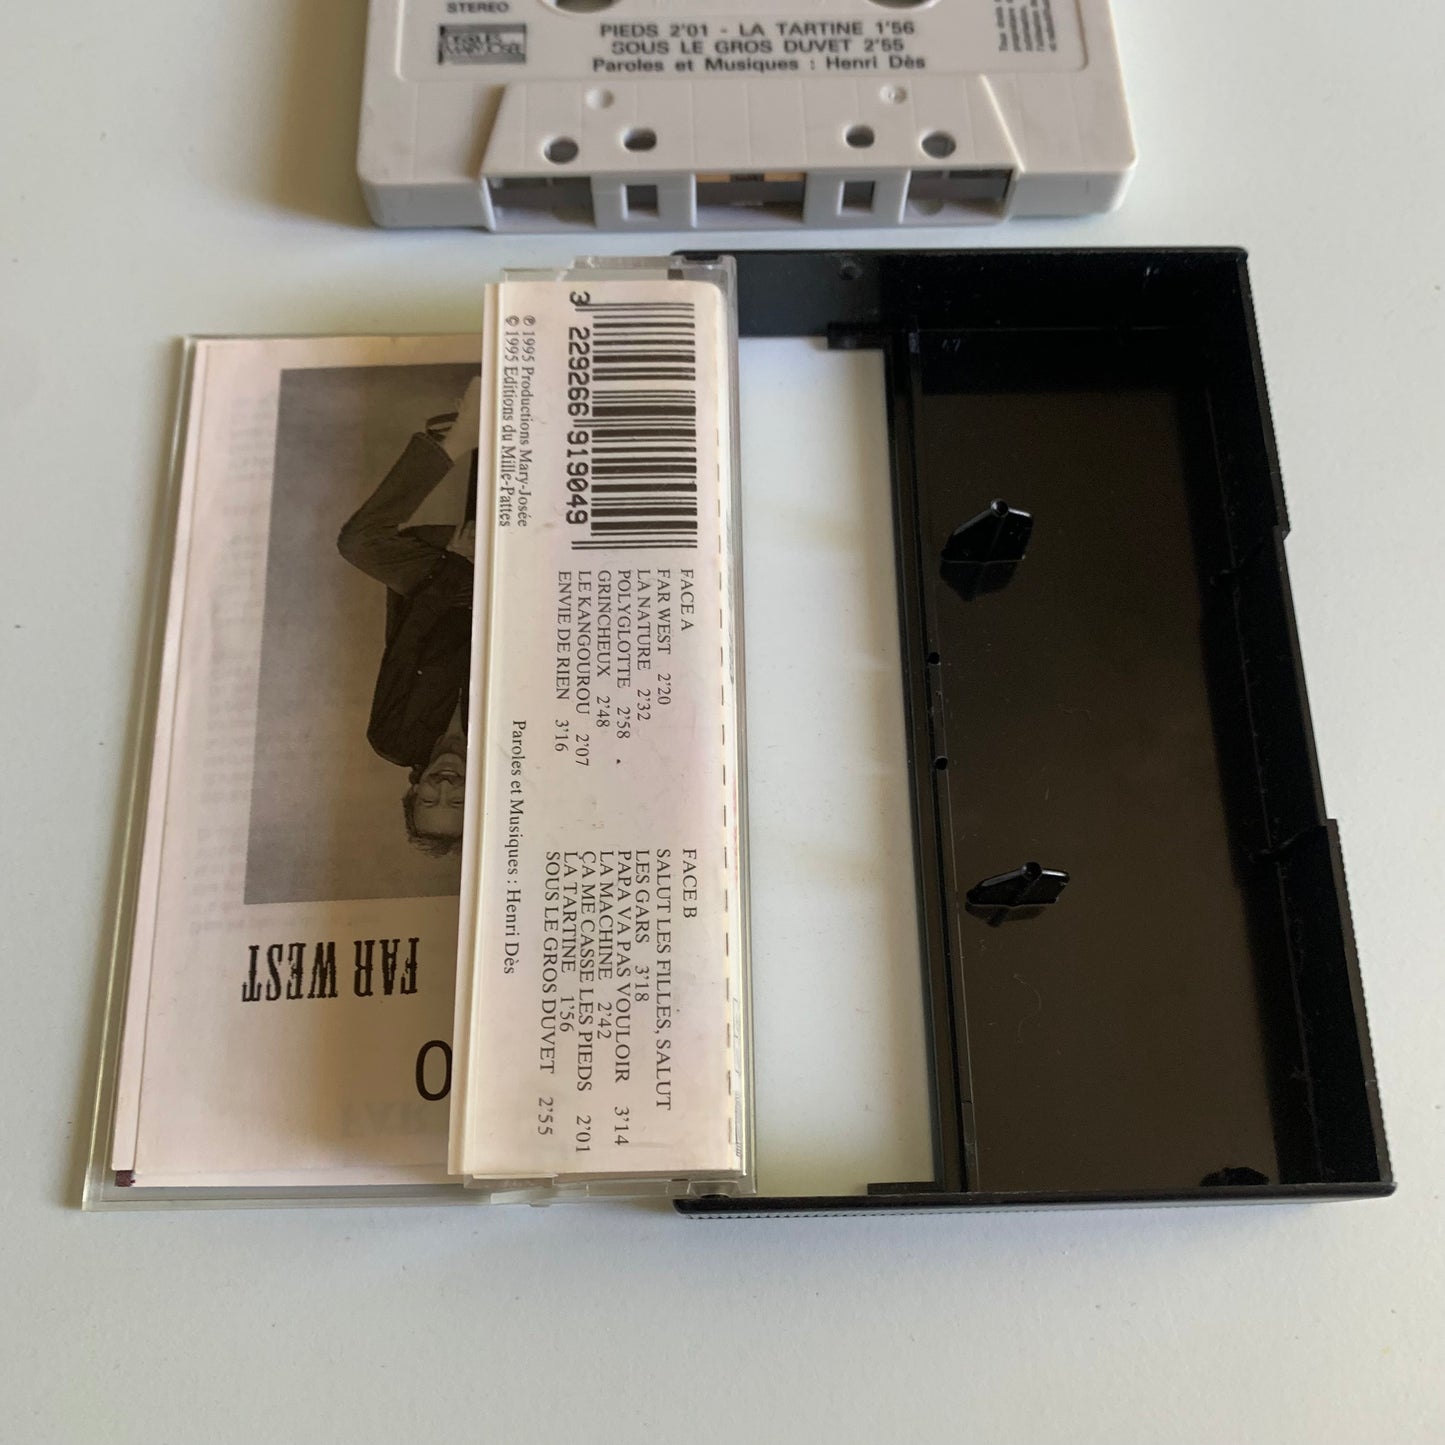 STEREO
PIEDS 2'01 - LA TARTINE 1'56
SOUS LE GROS DUVET 2'55
Paroles et Musiques : Henri Dès
3 229266 919049
℗ 1995 Productions Mary-Josée
© 1995 Editions du Mille-Pattes
FACE A
FAR WEST 2'20
LA NATURE 2'32
POLYGLOTTE 2'58
GRINCHEUX 2'48
LE KANGOUROU 2'07
ENVIE DE RIEN 3'16
FACE B
SALUT LES FILLES, SALUT
LES GARS 3'18
PAPA VA PAS VOULOIR 3'14
LA MACHINE 2'42
ÇA ME CASSE LES PIEDS 2'01
LA TARTINE 1'56
SOUS LE GROS DUVET 2'55
Paroles et Musiques : Henri Dès
FAR WEST
47